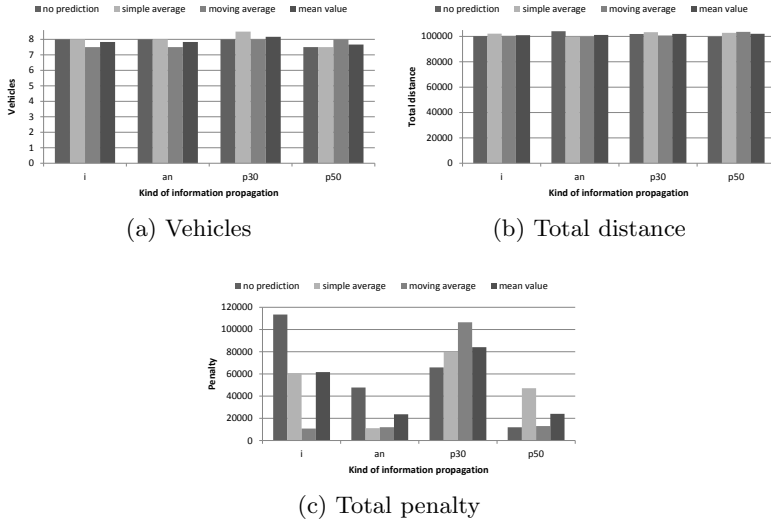 no prediction simple average moving average mean value
8
7
6
5
4
3
2
1
0
Vehicles
i an p30 p50
Kind of information propagation
(a) Vehicles
no prediction simple average moving average mean value
100000
80000
60000
40000
20000
0
Total distance
i an p30 p50
Kind of information propagation
(b) Total distance
no prediction simple average moving average mean value
120000
100000
80000
60000
40000
20000
0
Penalty
i an p30 p50
Kind of information propagation
(c) Total penalty